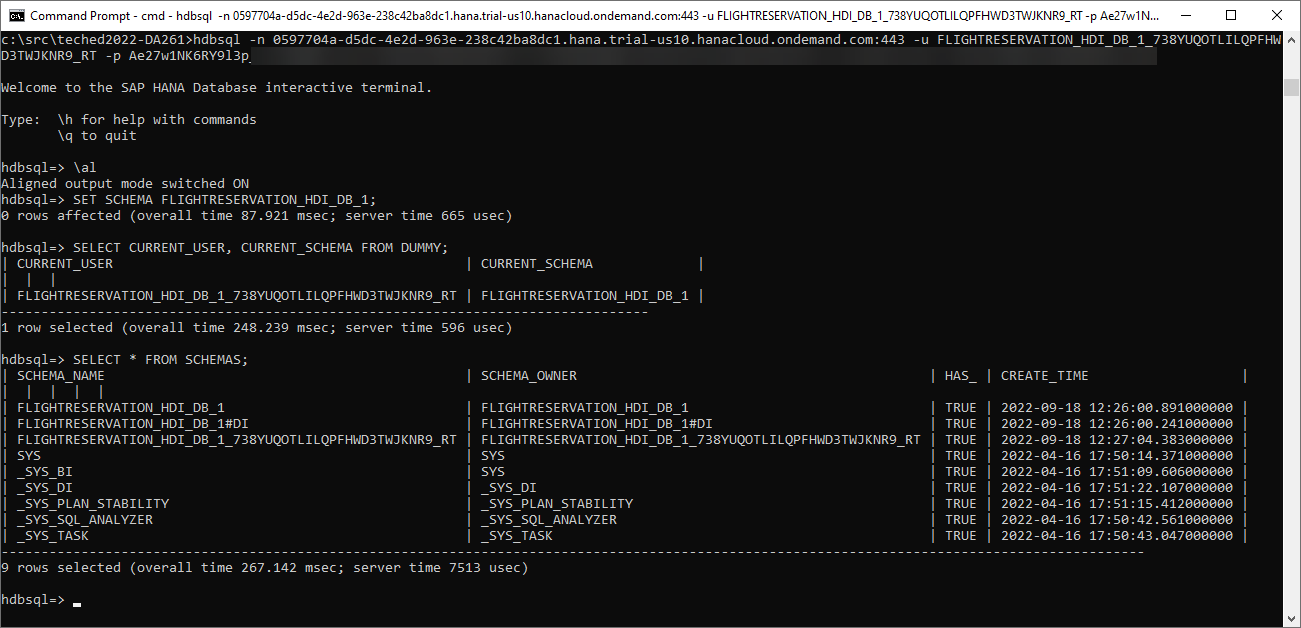 Command Prompt - cmd - hdbsql -n 0597704a-d5dc-4e2d-963e-238c42ba8dc1.hana.trial-us10.hanacloud.ondemand.com:443 -u FLIGHTRESERVATION_HDI_DB_1_738YUQOTLILQPFHWD3TWJKNR9_RT -p Ae27w1N...
c:\src\teched2022-DA261>hdbsql -n 0597704a-d5dc-4e2d-963e-238c42ba8dc1.hana.trial-us10.hanacloud.ondemand.com:443 -u FLIGHTRESERVATION_HDI_DB_1_738YUQOTLILQPFHW
D3TWJKNR9_RT -p Ae27w1NK6RY9l3p
Welcome to the SAP HANA Database interactive terminal.
Type:  \h for help with commands
       \q to quit
hdbsql=> \al
Aligned output mode switched ON
hdbsql=> SET SCHEMA FLIGHTRESERVATION_HDI_DB_1;
0 rows affected (overall time 87.921 msec; server time 665 usec)
hdbsql=> SELECT CURRENT_USER, CURRENT_SCHEMA FROM DUMMY;
| CURRENT_USER                                            | CURRENT_SCHEMA             |
|  |  |
| FLIGHTRESERVATION_HDI_DB_1_738YUQOTLILQPFHWD3TWJKNR9_RT | FLIGHTRESERVATION_HDI_DB_1 |
---------------------------------------------------------------------------------
1 row selected (overall time 248.239 msec; server time 596 usec)
hdbsql=> SELECT * FROM SCHEMAS;
| SCHEMA_NAME                                             | SCHEMA_OWNER                                            | HAS_ | CREATE_TIME                   |
|  |  |  |  |
| FLIGHTRESERVATION_HDI_DB_1                              | FLIGHTRESERVATION_HDI_DB_1                              | TRUE | 2022-09-18 12:26:00.891000000 |
| FLIGHTRESERVATION_HDI_DB_1#DI                           | FLIGHTRESERVATION_HDI_DB_1#DI                           | TRUE | 2022-09-18 12:26:00.241000000 |
| FLIGHTRESERVATION_HDI_DB_1_738YUQOTLILQPFHWD3TWJKNR9_RT | FLIGHTRESERVATION_HDI_DB_1_738YUQOTLILQPFHWD3TWJKNR9_RT | TRUE | 2022-09-18 12:27:04.383000000 |
| SYS                                                     | SYS                                                     | TRUE | 2022-04-16 17:50:14.371000000 |
| _SYS_BI                                                 | SYS                                                     | TRUE | 2022-04-16 17:51:09.606000000 |
| _SYS_DI                                                 | _SYS_DI                                                 | TRUE | 2022-04-16 17:51:22.107000000 |
| _SYS_PLAN_STABILITY                                     | _SYS_PLAN_STABILITY                                     | TRUE | 2022-04-16 17:51:15.412000000 |
| _SYS_SQL_ANALYZER                                       | _SYS_SQL_ANALYZER                                       | TRUE | 2022-04-16 17:50:42.561000000 |
| _SYS_TASK                                               | _SYS_TASK                                               | TRUE | 2022-04-16 17:50:43.047000000 |
-----------------------------------------------------------------------------------------------------------------------------------------------
9 rows selected (overall time 267.142 msec; server time 7513 usec)
hdbsql=> _